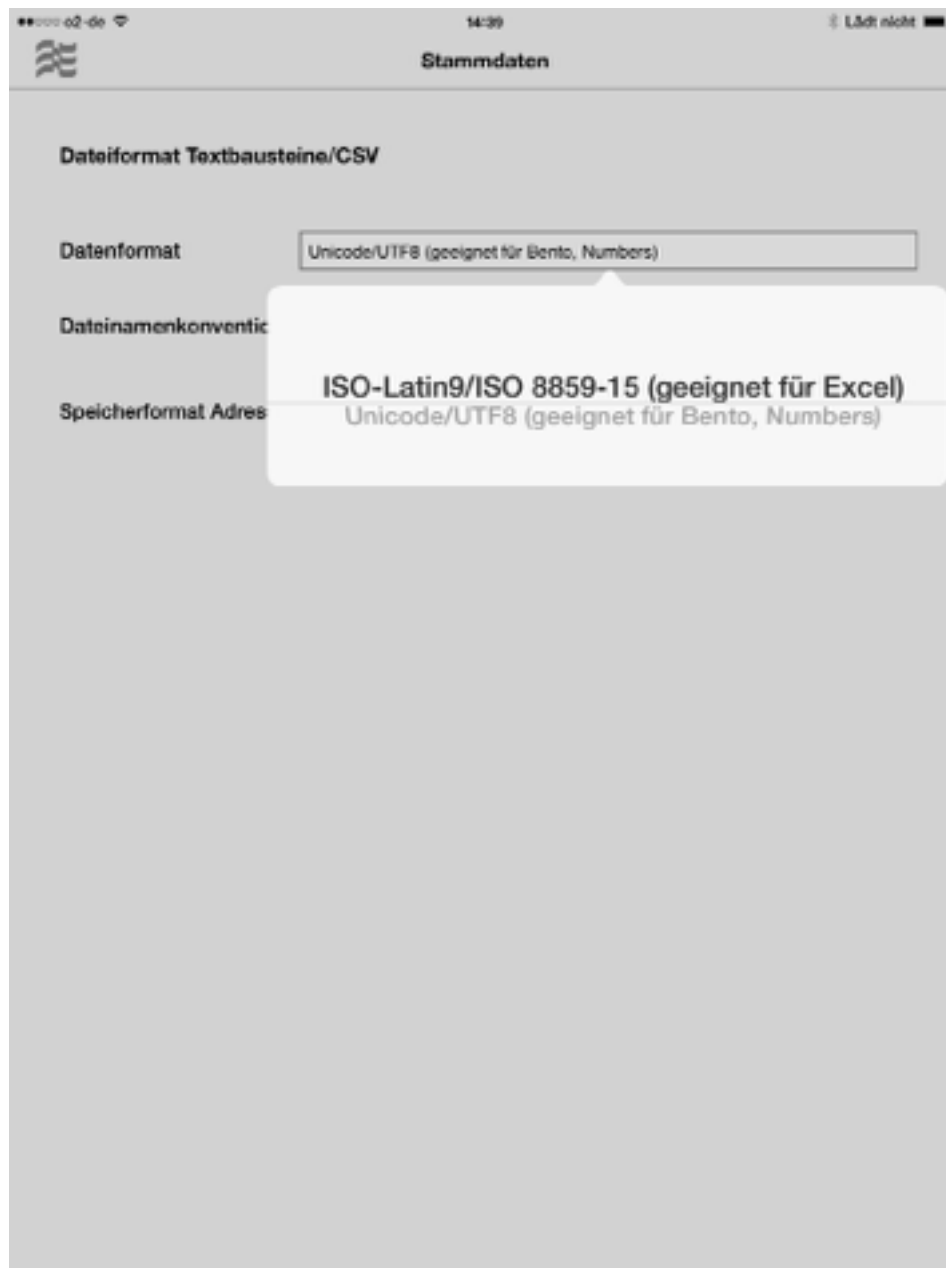 o2-de 14:39 Lädt nicht
Stammdaten
Dateiformat Textbausteine/CSV
Datenformat Unicode/UTF8 (geeignet für Bento, Numbers)
Dateinamenkonventio
ISO-Latin9/ISO 8859-15 (geeignet für Excel)
Speicherformat Adres Unicode/UTF8 (geeignet für Bento, Numbers)